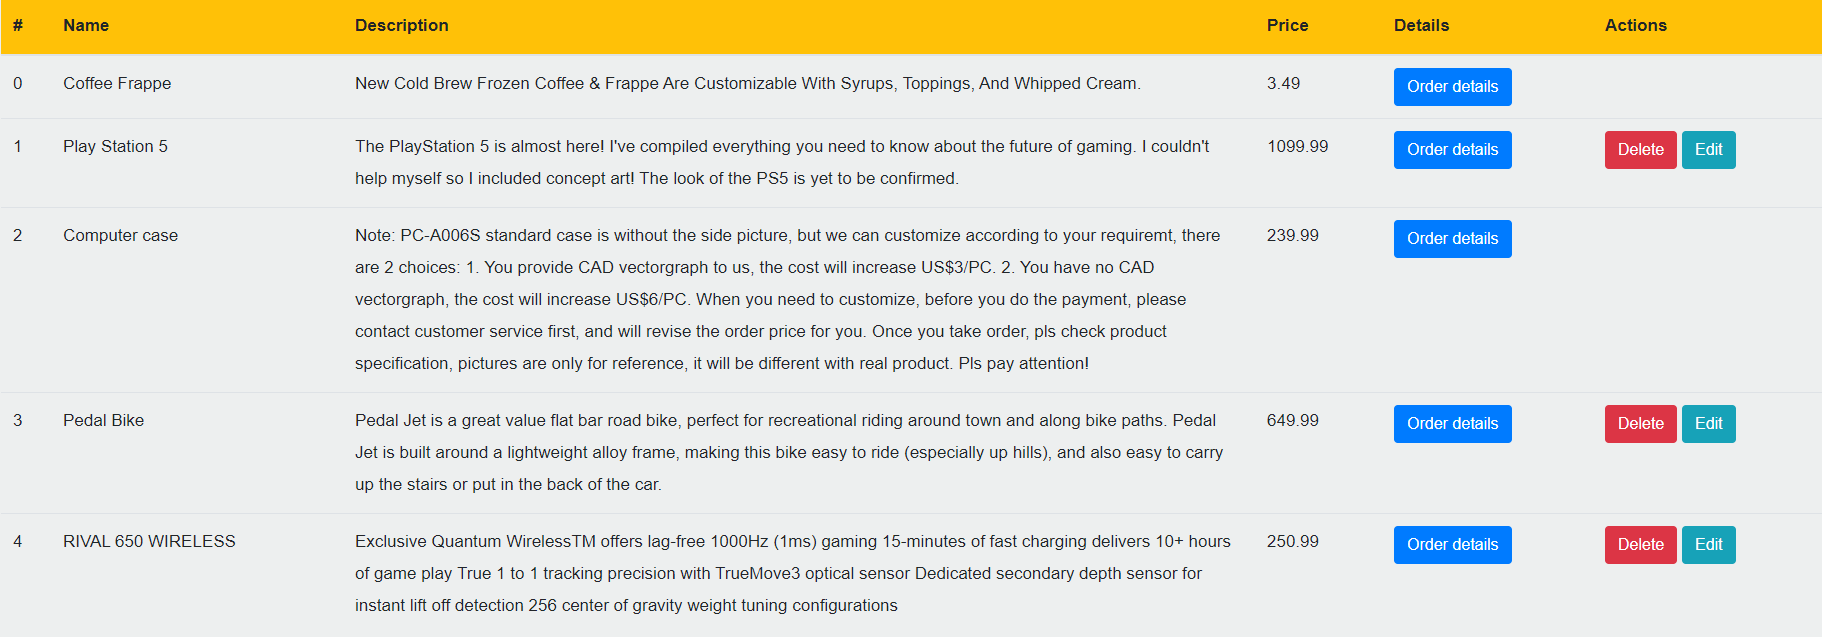 # Name Description Price Details Actions
0 Coffee Frappe New Cold Brew Frozen Coffee & Frappe Are Customizable With Syrups, Toppings, And Whipped Cream. 3.49 Order details
1 Play Station 5 The PlayStation 5 is almost here! I've compiled everything you need to know about the future of gaming. I couldn't 1099.99 Order details Delete Edit
help myself so I included concept art! The look of the PS5 is yet to be confirmed.
2 Computer case Note: PC-A006S standard case is without the side picture, but we can customize according to your requiremt, there 239.99 Order details
are 2 choices: 1. You provide CAD vectorgraph to us, the cost will increase US$3/PC. 2. You have no CAD
vectorgraph, the cost will increase US$6/PC. When you need to customize, before you do the payment, please
contact customer service first, and will revise the order price for you. Once you take order, pls check product
specification, pictures are only for reference, it will be different with real product. Pls pay attention!
3 Pedal Bike Pedal Jet is a great value flat bar road bike, perfect for recreational riding around town and along bike paths. Pedal 649.99 Order details Delete Edit
Jet is built around a lightweight alloy frame, making this bike easy to ride (especially up hills), and also easy to carry
up the stairs or put in the back of the car.
4 RIVAL 650 WIRELESS Exclusive Quantum WirelessTM offers lag-free 1000Hz (1ms) gaming 15-minutes of fast charging delivers 10+ hours 250.99 Order details Delete Edit
of game play True 1 to 1 tracking precision with TrueMove3 optical sensor Dedicated secondary depth sensor for
instant lift off detection 256 center of gravity weight tuning configurations